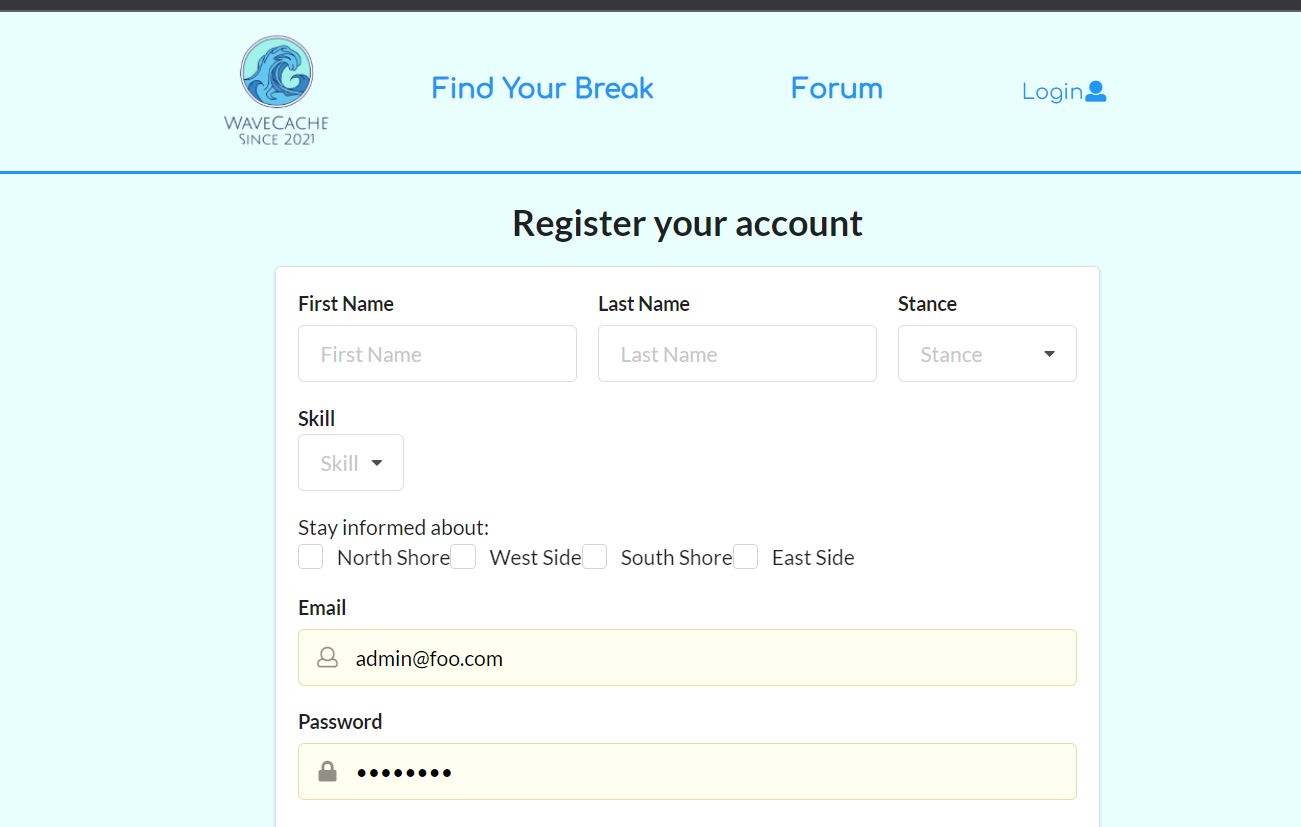 WAVECACHE
SINCE 2021
Find Your Break
Forum
Login
Register your account
First Name
Last Name
Stance
First Name
Last Name
Stance
Skill
Skill
Stay informed about:
North Shore West Side South Shore East Side
Email
admin@foo.com
Password
••••••••